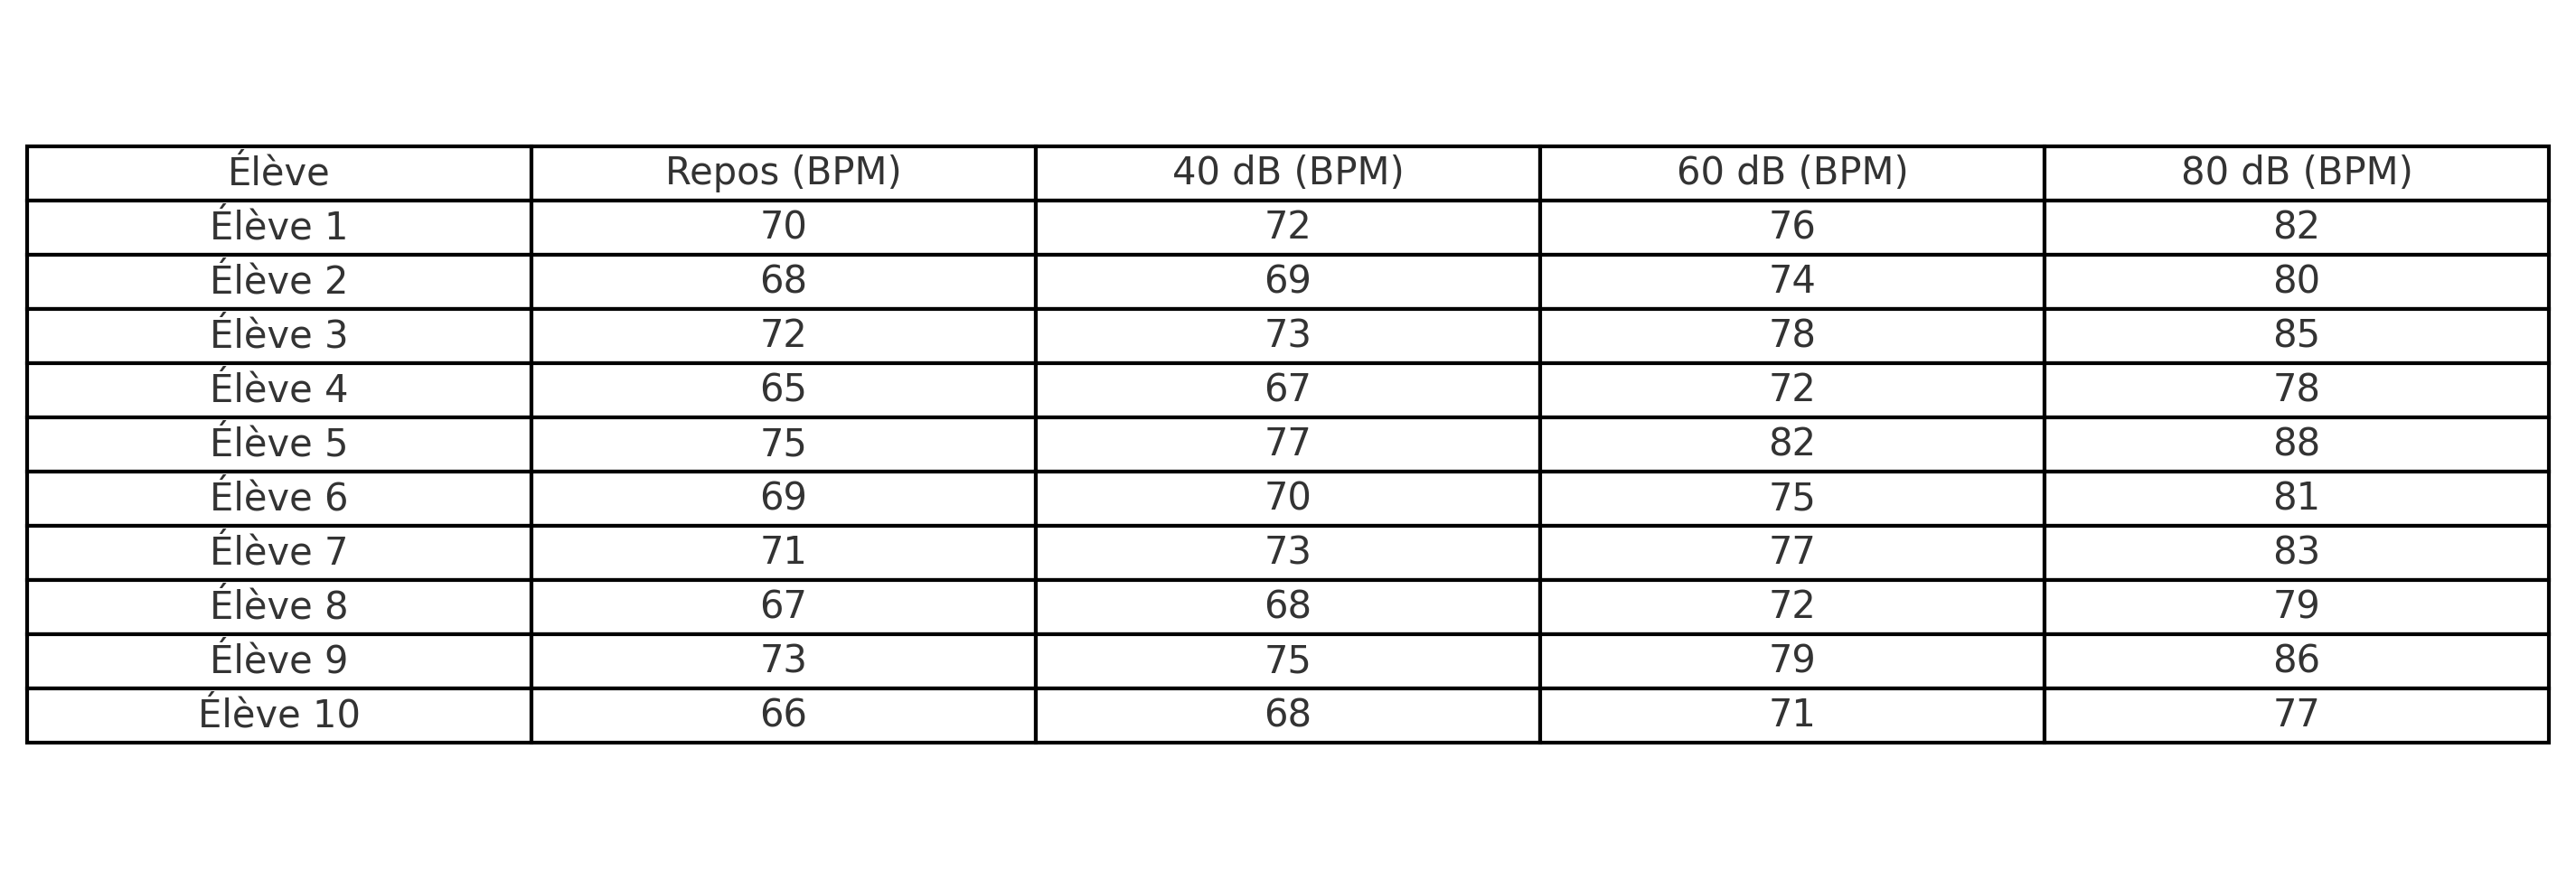 Élève Repos (BPM) 40 dB (BPM) 60 dB (BPM) 80 dB (BPM)
Élève 1 70 72 76 82
Élève 2 68 69 74 80
Élève 3 72 73 78 85
Élève 4 65 67 72 78
Élève 5 75 77 82 88
Élève 6 69 70 75 81
Élève 7 71 73 77 83
Élève 8 67 68 72 79
Élève 9 73 75 79 86
Élève 10 66 68 71 77